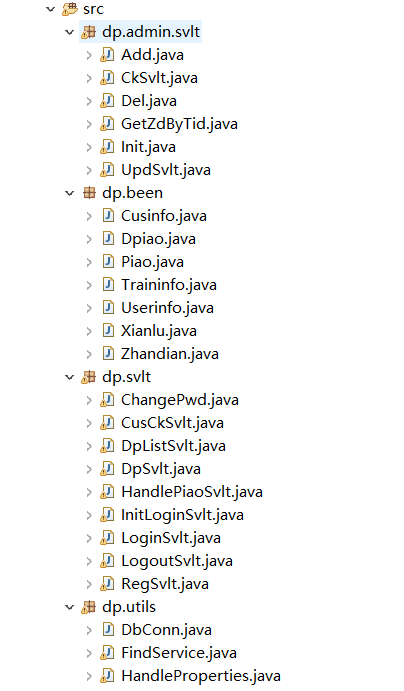 src
dp.admin.svlt
Add.java
CkSvlt.java
Del.java
GetZdByTid.java
Init.java
UpdSvlt.java
dp.been
Cusinfo.java
Dpiao.java
Piao.java
Traininfo.java
Userinfo.java
Xianlu.java
Zhandian.java
dp.svlt
ChangePwd.java
CusCkSvlt.java
DpListSvlt.java
DpSvlt.java
HandlePiaoSvlt.java
InitLoginSvlt.java
LoginSvlt.java
LogoutSvlt.java
RegSvlt.java
dp.utils
DbConn.java
FindService.java
HandleProperties.java